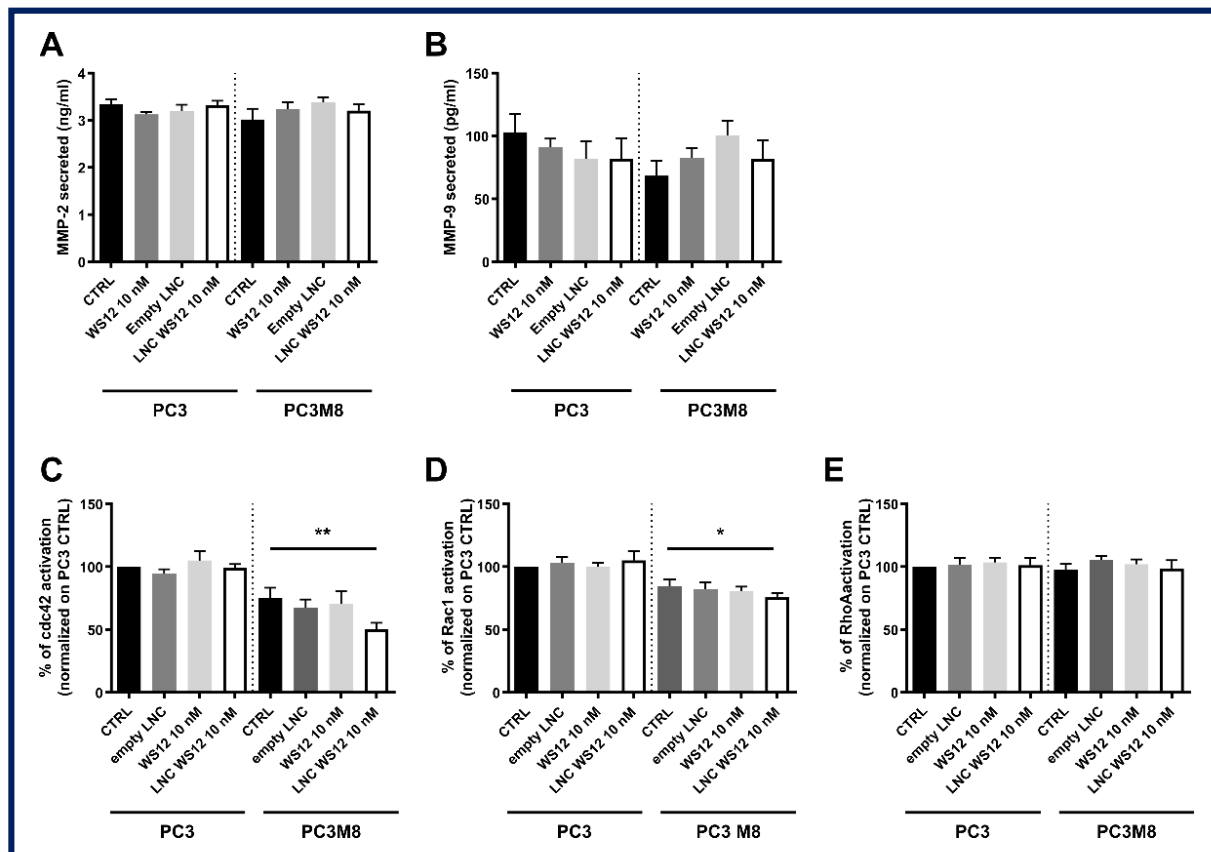 A
MMP-2 secreted (ng/ml)
4
3
2
1
0
CTRL
WS12 10 nM
Empty LNC
LNC WS12 10 nM
CTRL
WS12 10 nM
Empty LNC
LNC WS12 10 nM
PC3
PC3M8
B
MMP-9 secreted (pg/ml)
150
100
50
0
CTRL
WS12 10 nM
Empty LNC
LNC WS12 10 nM
CTRL
WS12 10 nM
Empty LNC
LNC WS12 10 nM
PC3
PC3M8
C
% of cdc42 activation
(normalized on PC3 CTRL)
150
100
50
0
**
CTRL
empty LNC
WS12 10 nM
LNC WS12 10 nM
CTRL
empty LNC
WS12 10 nM
LNC WS12 10 nM
PC3
PC3M8
D
% of Rac1 activation
(normalized on PC3 CTRL)
150
100
50
0
*
CTRL
empty LNC
WS12 10 nM
LNC WS12 10 nM
CTRL
empty LNC
WS12 10 nM
LNC WS12 10 nM
PC3
PC3 M8
E
% of RhoAactivation
(normalized on PC3 CTRL)
150
100
50
0
CTRL
empty LNC
WS12 10 nM
LNC WS12 10 nM
CTRL
empty LNC
WS12 10 nM
LNC WS12 10 nM
PC3
PC3M8